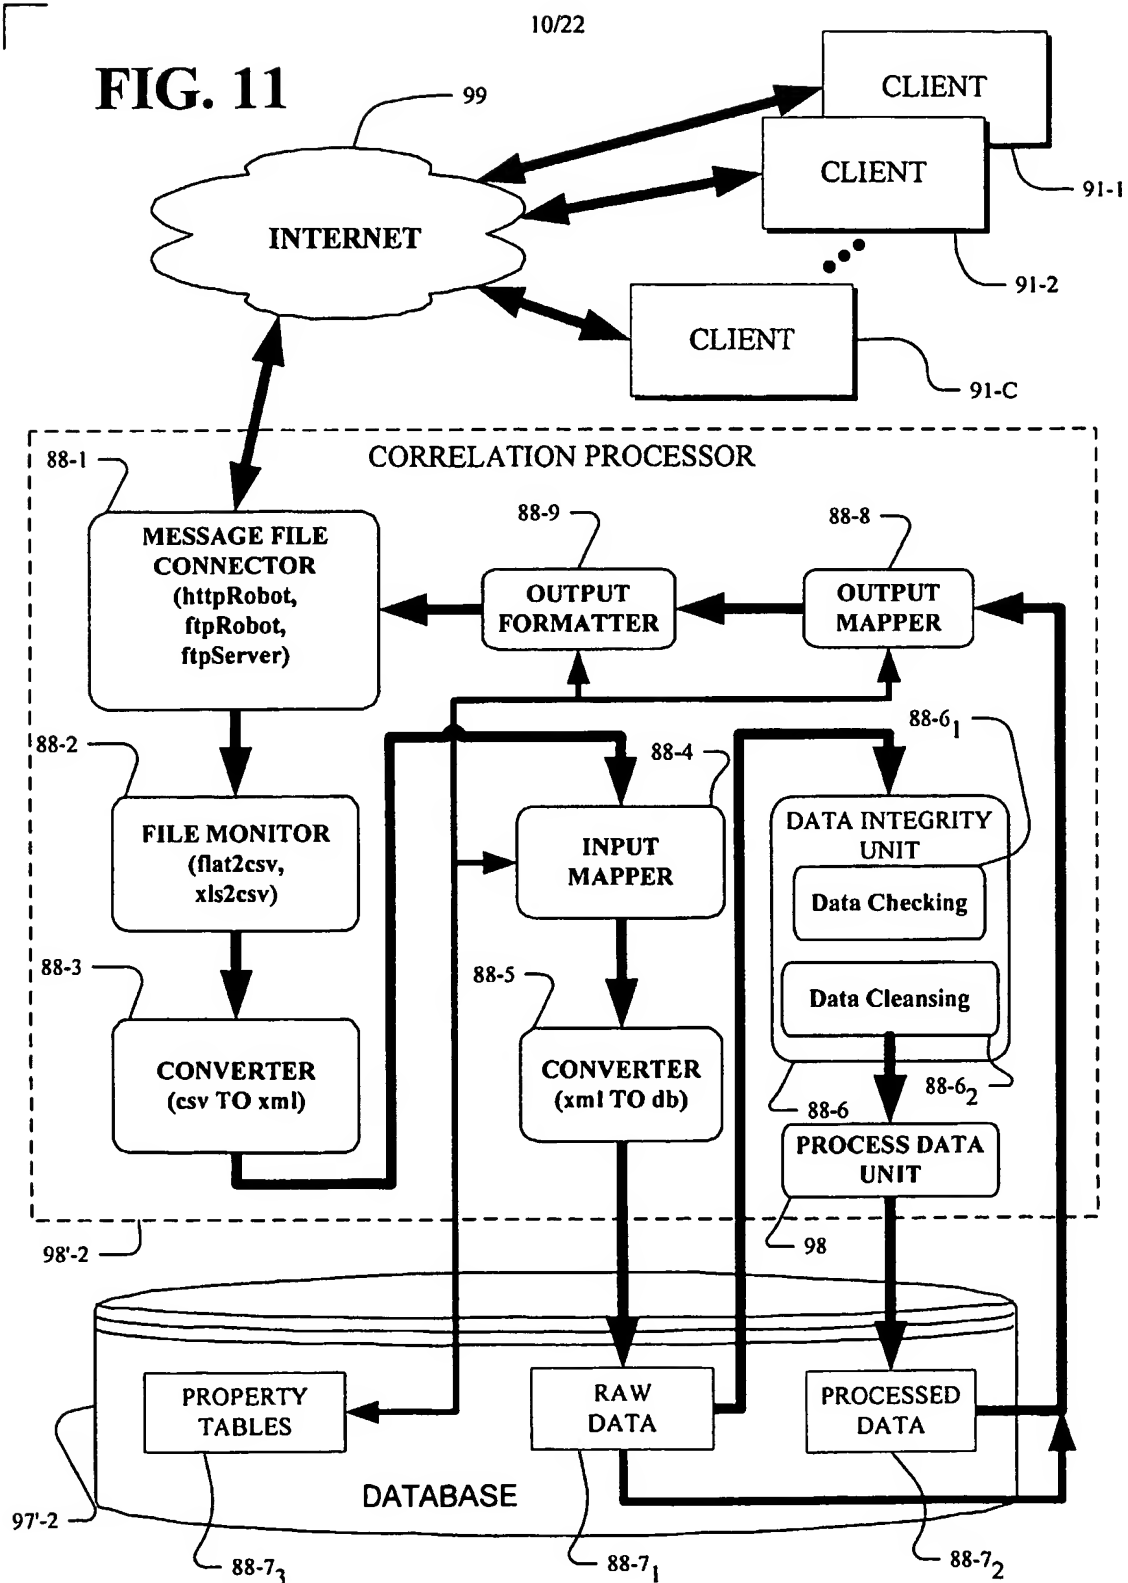 10/22
FIG. 11
99
CLIENT
CLIENT
91-1
INTERNET
91-2
CLIENT
91-C
CORRELATION PROCESSOR
88-1
MESSAGE FILE
CONNECTOR
(httpRobot,
ftpRobot,
ftpServer)
88-9
OUTPUT
FORMATTER
88-8
OUTPUT
MAPPER
88-2
FILE MONITOR
(flat2csv,
xls2csv)
88-4
INPUT
MAPPER
88-6₁
DATA INTEGRITY
UNIT
Data Checking
Data Cleansing
88-3
CONVERTER
(csv TO xml)
88-5
CONVERTER
(xml TO db)
88-6₂
88-6
PROCESS DATA
UNIT
98'-2
98
PROPERTY
TABLES
RAW
DATA
PROCESSED
DATA
DATABASE
97'-2
88-7₃
88-7₁
88-7₂